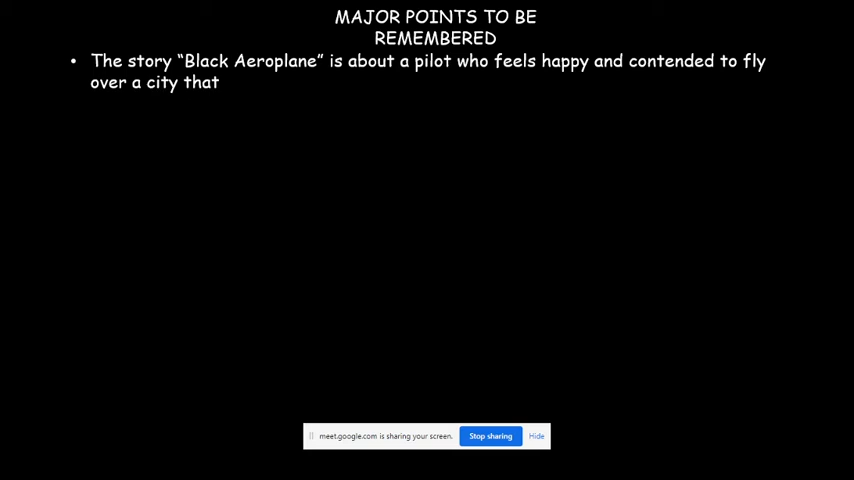 MAJOR POINTS TO BE
REMEMBERED
• The story “Black Aeroplane” is about a pilot who feels happy and contended to fly
over a city that
meet.google.com is sharing your screen. Stop sharing Hide